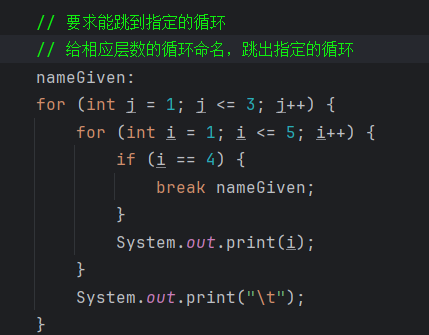 // 要求能跳到指定的循环
// 给相应层数的循环命名，跳出指定的循环
nameGiven:
for (int j = 1; j <= 3; j++) {
    for (int i = 1; i <= 5; i++) {
        if (i == 4) {
            break nameGiven;
        }
        System.out.print(i);
    }
    System.out.print("\t");
}